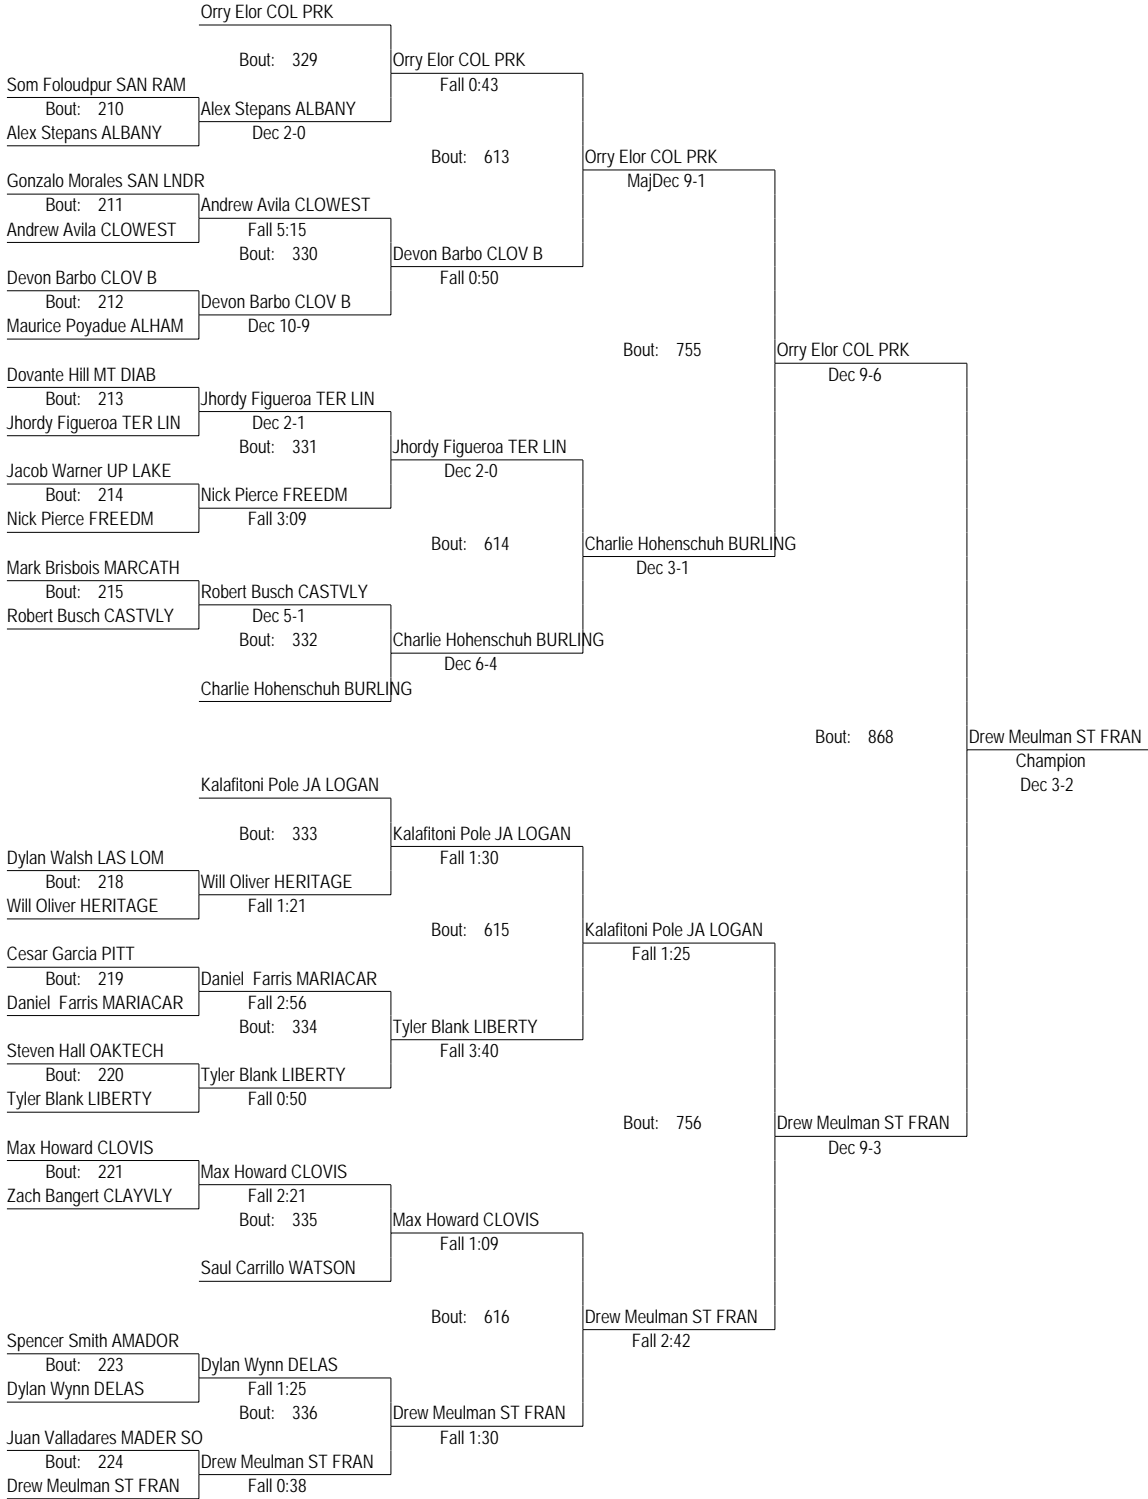 Orry Elor COL PRK
Bout: 329
Orry Elor COL PRK
Fall 0:43
Som Foloudpur SAN RAM
Bout: 210
Alex Stepans ALBANY
Alex Stepans ALBANY
Dec 2-0
Bout: 613
Orry Elor COL PRK
MajDec 9-1
Gonzalo Morales SAN LNDR
Bout: 211
Andrew Avila CLOWEST
Andrew Avila CLOWEST
Fall 5:15
Bout: 330
Devon Barbo CLOV B
Fall 0:50
Devon Barbo CLOV B
Bout: 212
Maurice Poyadue ALHAM
Devon Barbo CLOV B
Dec 10-9
Bout: 755
Orry Elor COL PRK
Dec 9-6
Dovante Hill MT DIAB
Bout: 213
Jhordy Figueroa TER LIN
Jhordy Figueroa TER LIN
Dec 2-1
Bout: 331
Jhordy Figueroa TER LIN
Dec 2-0
Jacob Warner UP LAKE
Bout: 214
Nick Pierce FREEDM
Nick Pierce FREEDM
Fall 3:09
Bout: 614
Charlie Hohenschuh BURLING
Dec 3-1
Mark Brisbois MARCATH
Bout: 215
Robert Busch CASTVLY
Robert Busch CASTVLY
Dec 5-1
Bout: 332
Charlie Hohenschuh BURLING
Dec 6-4
Charlie Hohenschuh BURLING
Bout: 868
Drew Meulman ST FRAN
Champion
Dec 3-2
Kalafitoni Pole JA LOGAN
Bout: 333
Kalafitoni Pole JA LOGAN
Fall 1:30
Dylan Walsh LAS LOM
Bout: 218
Will Oliver HERITAGE
Will Oliver HERITAGE
Fall 1:21
Bout: 615
Kalafitoni Pole JA LOGAN
Fall 1:25
Cesar Garcia PITT
Bout: 219
Daniel Farris MARIACAR
Daniel Farris MARIACAR
Fall 2:56
Bout: 334
Tyler Blank LIBERTY
Fall 3:40
Steven Hall OAKTECH
Bout: 220
Tyler Blank LIBERTY
Tyler Blank LIBERTY
Fall 0:50
Bout: 756
Drew Meulman ST FRAN
Dec 9-3
Max Howard CLOVIS
Bout: 221
Zach Bangert CLAYVLY
Max Howard CLOVIS
Fall 2:21
Bout: 335
Max Howard CLOVIS
Fall 1:09
Saul Carrillo WATSON
Bout: 616
Drew Meulman ST FRAN
Fall 2:42
Spencer Smith AMADOR
Bout: 223
Dylan Wynn DELAS
Dylan Wynn DELAS
Fall 1:25
Bout: 336
Drew Meulman ST FRAN
Fall 1:30
Juan Valladares MADER SO
Bout: 224
Drew Meulman ST FRAN
Drew Meulman ST FRAN
Fall 0:38